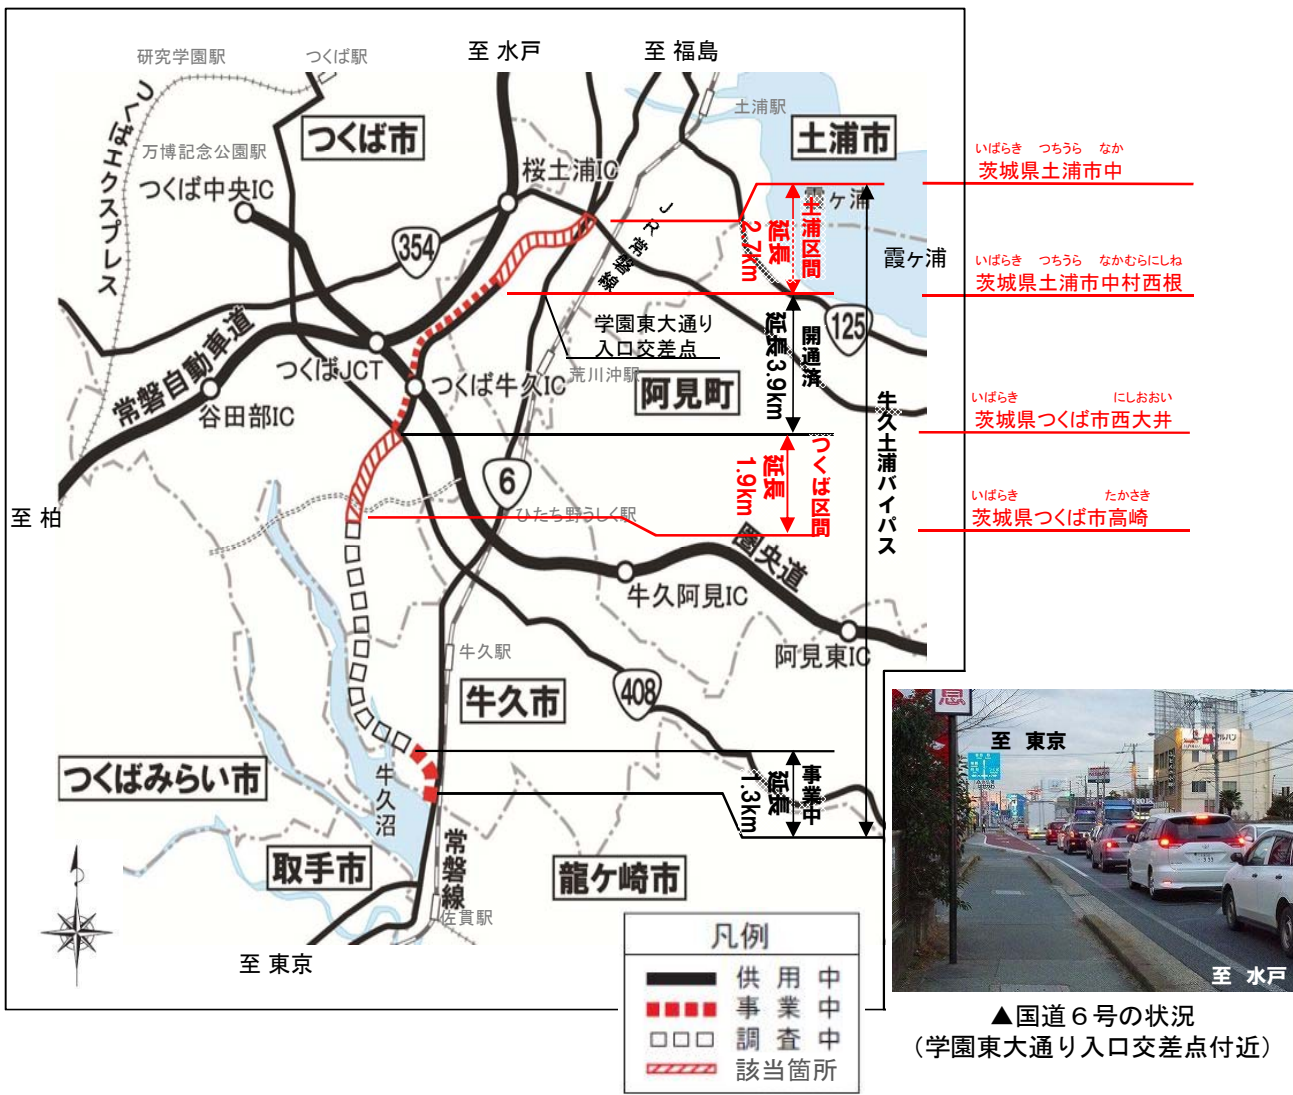 至 水戸
至 福島
研究学園駅
つくば駅
つくばエクスプレス
つくば市
土浦駅
土浦市
万博記念公園駅
つくば中央IC
桜土浦IC
霞ヶ浦
霞ヶ浦
JR常磐線
354
土浦区間
延長
2.7km
いばらき つちうら なか
茨城県土浦市中
いばらき つちうら なかむらにしね
茨城県土浦市中村西根
125
学園東大通り
入口交差点
開通済
延長3.9km
常磐自動車道
つくばJCT
つくば牛久IC
荒川沖駅
阿見町
谷田部IC
牛久土浦バイパス
いばらき にしおおい
茨城県つくば市西大井
つくば区間
延長
1.9km
6
至 柏
ひたち野うしく駅
いばらき たかさき
茨城県つくば市高崎
圏央道
牛久阿見IC
阿見東IC
牛久駅
牛久市
408
つくばみらい市
牛久沼
事業中
延長
1.3km
取手市
常磐線
龍ケ崎市
佐貫駅
至 東京
凡例
供用中
事業中
調査中
該当箇所
急
至 東京
至 水戸
▲国道６号の状況
（学園東大通り入口交差点付近）